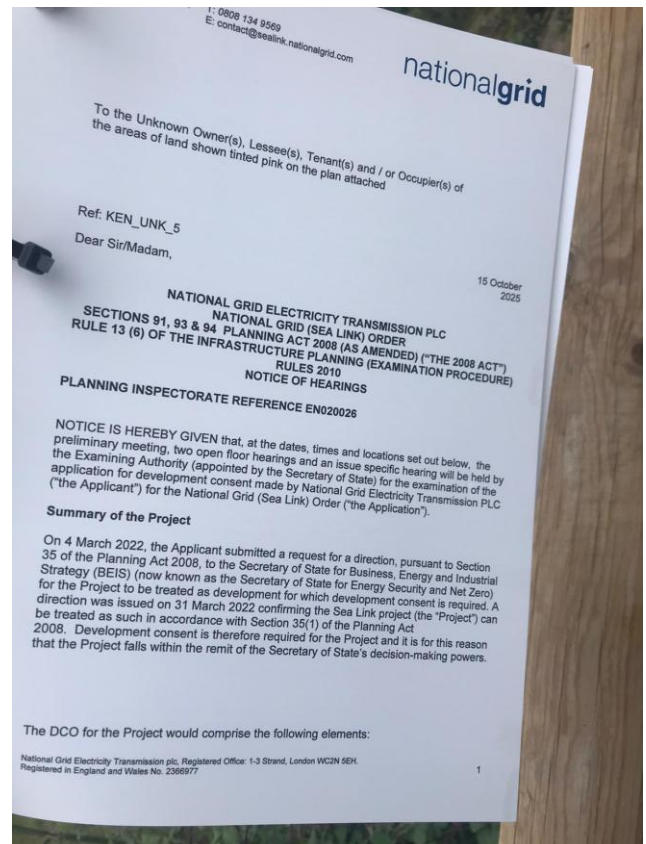 T: 0808 134 9569
E: contact@sealink.nationalgrid.com
nationalgrid
To the Unknown Owner(s), Lessee(s), Tenant(s) and / or Occupier(s) of
the areas of land shown tinted pink on the plan attached
Ref: KEN_UNK_5
Dear Sir/Madam,
15 October
2025
NATIONAL GRID ELECTRICITY TRANSMISSION PLC
NATIONAL GRID (SEA LINK) ORDER
SECTIONS 91, 93 & 94 PLANNING ACT 2008 (AS AMENDED) ("THE 2008 ACT")
RULE 13 (6) OF THE INFRASTRUCTURE PLANNING (EXAMINATION PROCEDURE)
RULES 2010
NOTICE OF HEARINGS
PLANNING INSPECTORATE REFERENCE EN020026
NOTICE IS HEREBY GIVEN that, at the dates, times and locations set out below, the
preliminary meeting, two open floor hearings and an issue specific hearing will be held by
the Examining Authority (appointed by the Secretary of State) for the examination of the
application for development consent made by National Grid Electricity Transmission PLC
("the Applicant") for the National Grid (Sea Link) Order ("the Application").
Summary of the Project
On 4 March 2022, the Applicant submitted a request for a direction, pursuant to Section
35 of the Planning Act 2008, to the Secretary of State for Business, Energy and Industrial
Strategy (BEIS) (now known as the Secretary of State for Energy Security and Net Zero)
for the Project to be treated as development for which development consent is required. A
direction was issued on 31 March 2022 confirming the Sea Link project (the "Project") can
be treated as such in accordance with Section 35(1) of the Planning Act
2008. Development consent is therefore required for the Project and it is for this reason
that the Project falls within the remit of the Secretary of State's decision-making powers.
The DCO for the Project would comprise the following elements:
National Grid Electricity Transmission plc, Registered Office: 1-3 Strand, London WC2N 5EH.
Registered in England and Wales No. 2366977
1